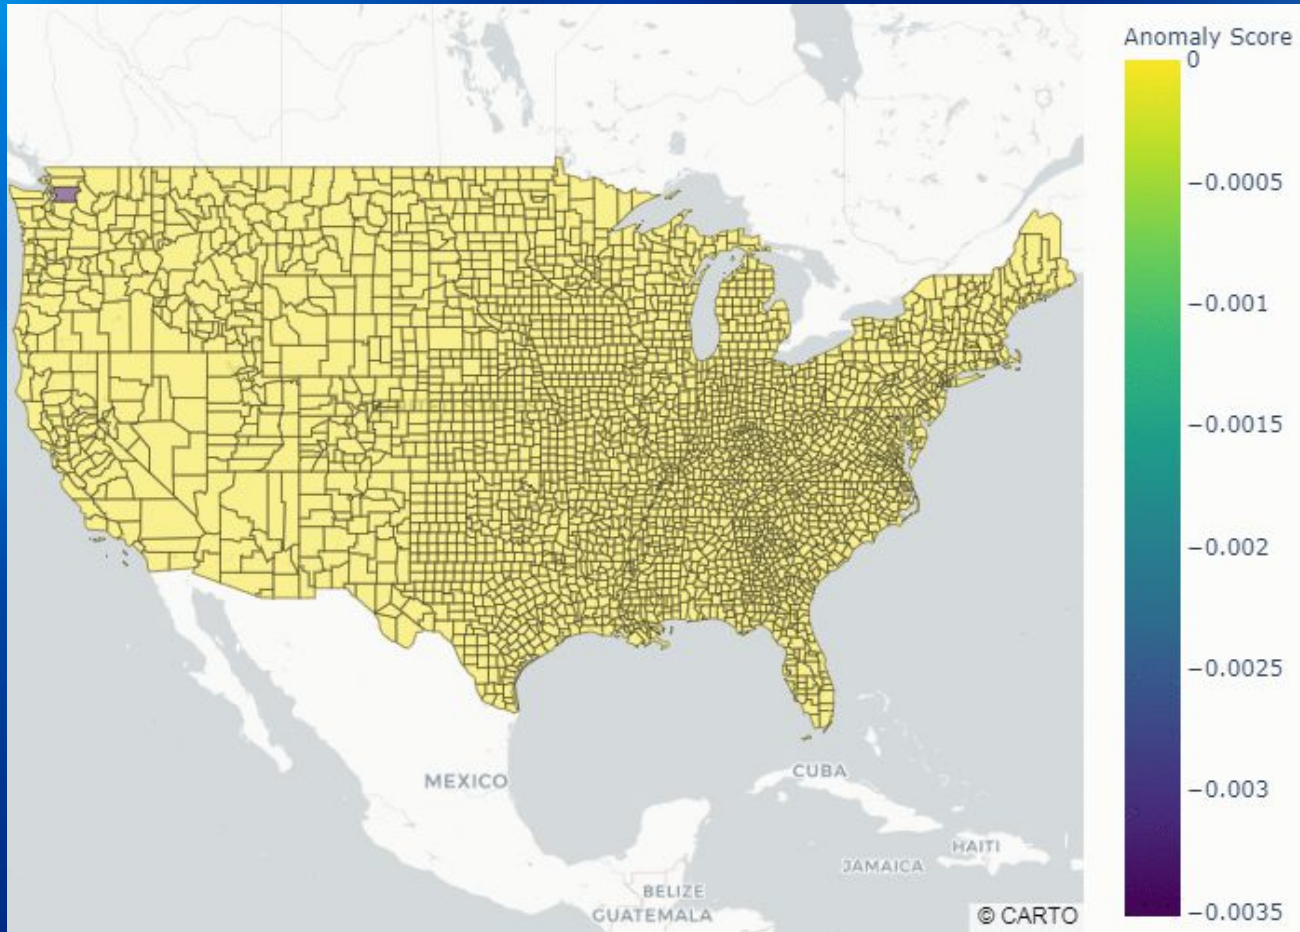 Anomaly Score
0
−0.0005
−0.001
−0.0015
−0.002
−0.0025
−0.003
−0.0035
MEXICO
CUBA
HAITI
JAMAICA
BELIZE
GUATEMALA
© CARTO